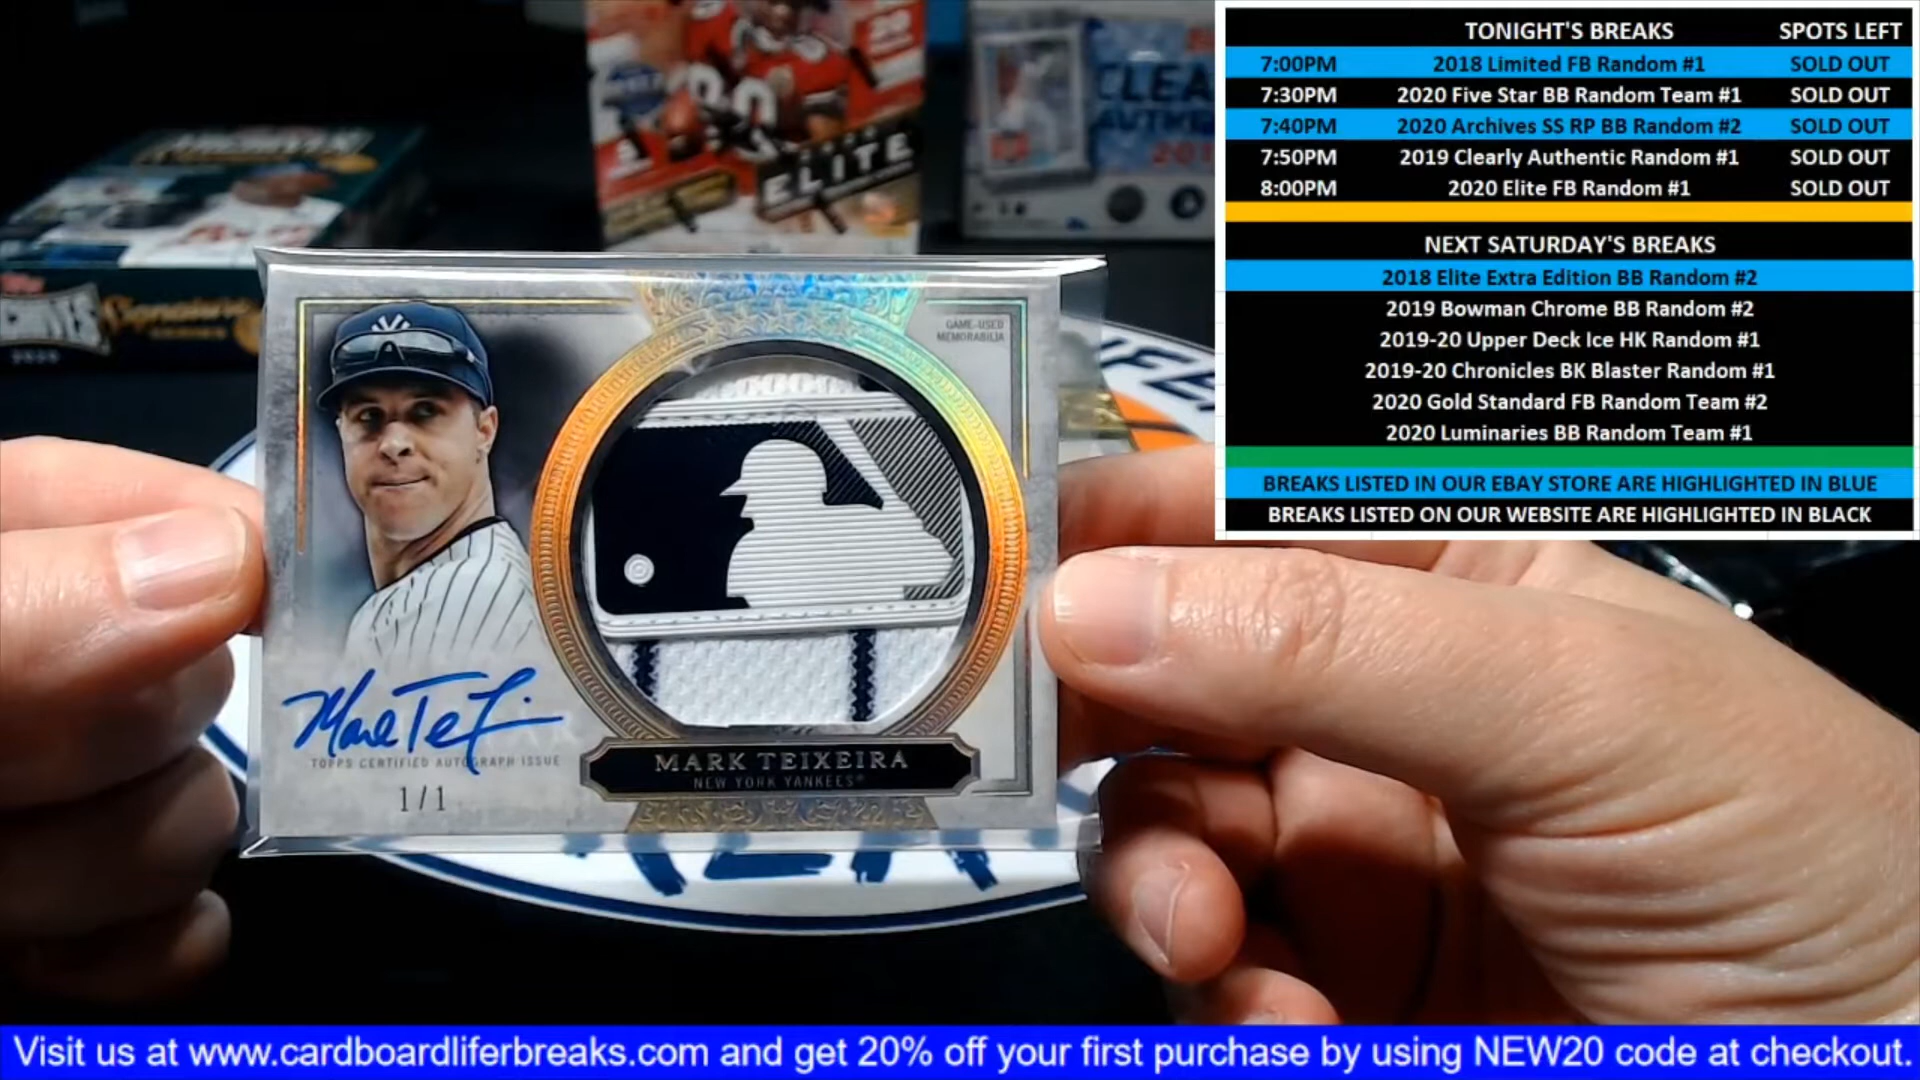 TONIGHT'S BREAKS SPOTS LEFT
7:00PM 2018 Limited FB Random #1 SOLD OUT
7:30PM 2020 Five Star BB Random Team #1 SOLD OUT
7:40PM 2020 Archives SS RP BB Random #2 SOLD OUT
7:50PM 2019 Clearly Authentic Random #1 SOLD OUT
8:00PM 2020 Elite FB Random #1 SOLD OUT
NEXT SATURDAY'S BREAKS
2018 Elite Extra Edition BB Random #2
2019 Bowman Chrome BB Random #2
2019-20 Upper Deck Ice HK Random #1
2019-20 Chronicles BK Blaster Random #1
2020 Gold Standard FB Random Team #2
2020 Luminaries BB Random Team #1
BREAKS LISTED IN OUR EBAY STORE ARE HIGHLIGHTED IN BLUE
BREAKS LISTED ON OUR WEBSITE ARE HIGHLIGHTED IN BLACK
ELITE
GAME-USED
MEMORABILIA
Mark Tei
TOPPS CERTIFIED AUTOGRAPH ISSUE
1/1
MARK TEIXEIRA
NEW YORK YANKEES
Visit us at www.cardboardliferbreaks.com and get 20% off your first purchase by using NEW20 code at checkout.